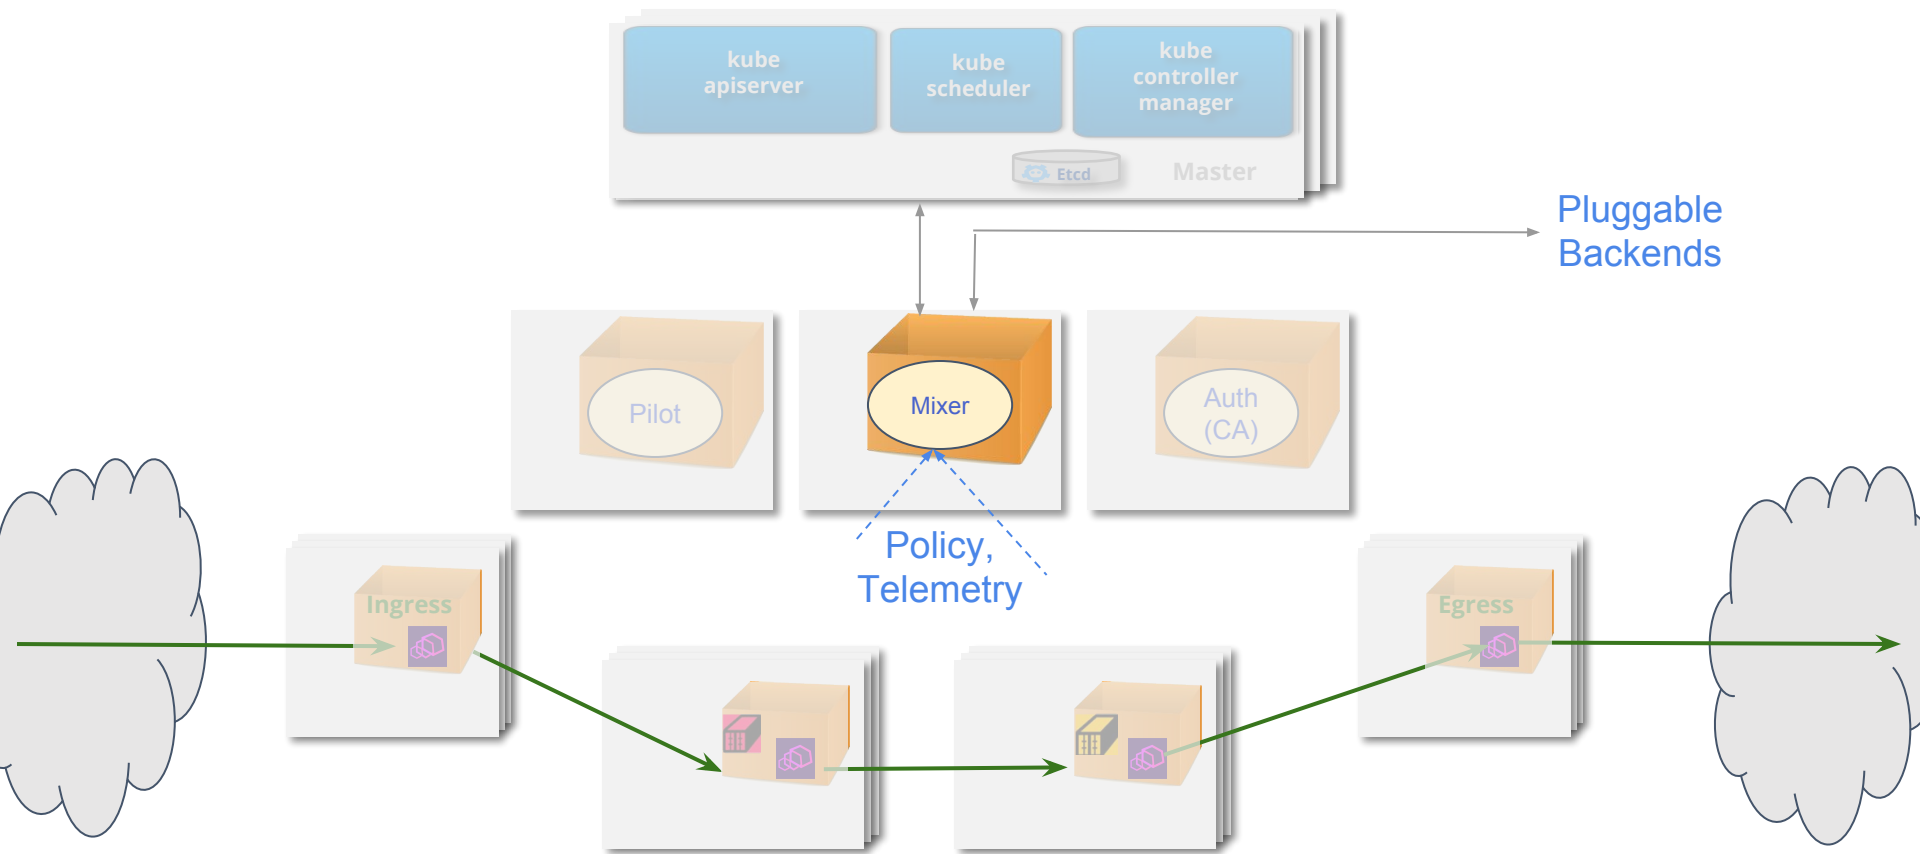 kube
apiserver
kube
scheduler
kube
controller
manager
Etcd
Master
Pluggable
Backends
Pilot
Mixer
Auth
(CA)
Policy,
Telemetry
Ingress
Egress